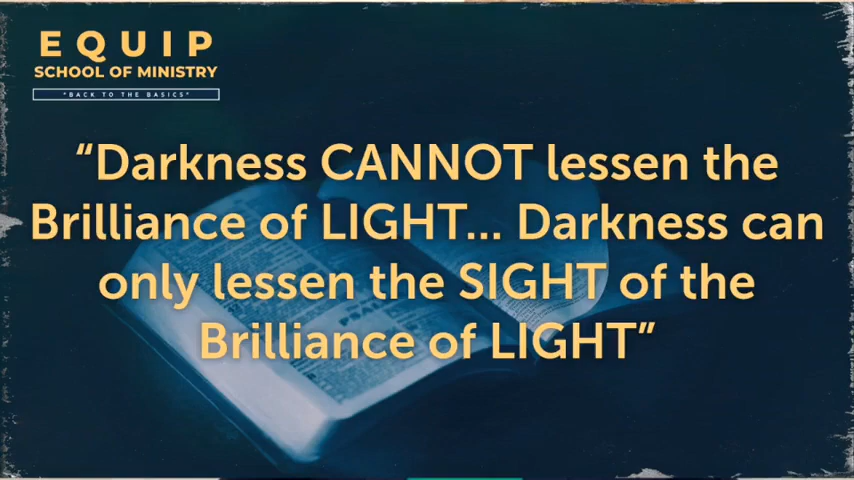 EQUIP
SCHOOL OF MINISTRY
"BACK TO THE BASICS"
“Darkness CANNOT lessen the
Brilliance of LIGHT... Darkness can
only lessen the SIGHT of the
Brilliance of LIGHT”